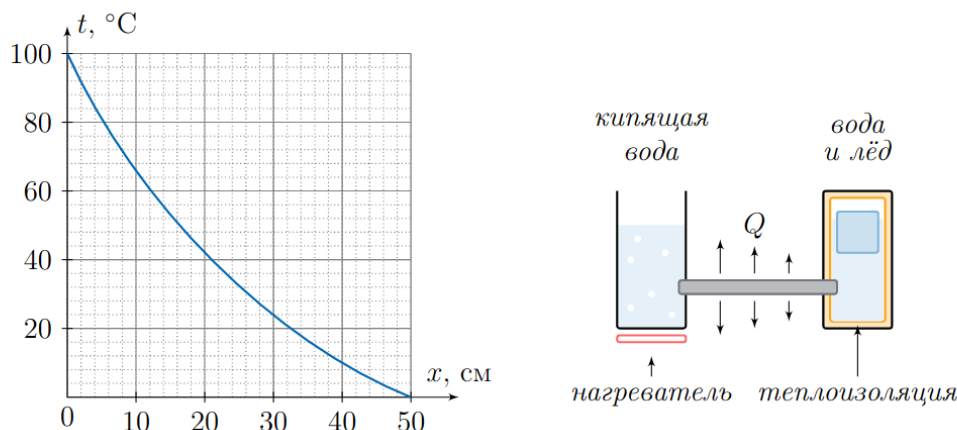 t, °C
100
80
60
40
20
0
10
20
30
40
50
x, см
кипящая
вода
вода
и лёд
Q
нагреватель
теплоизоляция